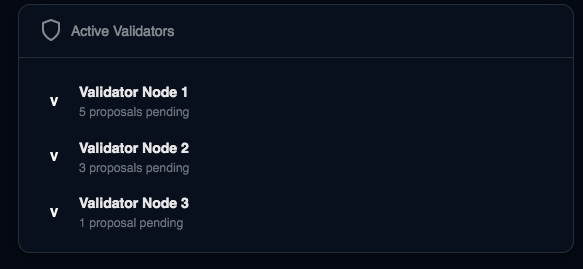 Active Validators
V
Validator Node 1
5 proposals pending
V
Validator Node 2
3 proposals pending
V
Validator Node 3
1 proposal pending